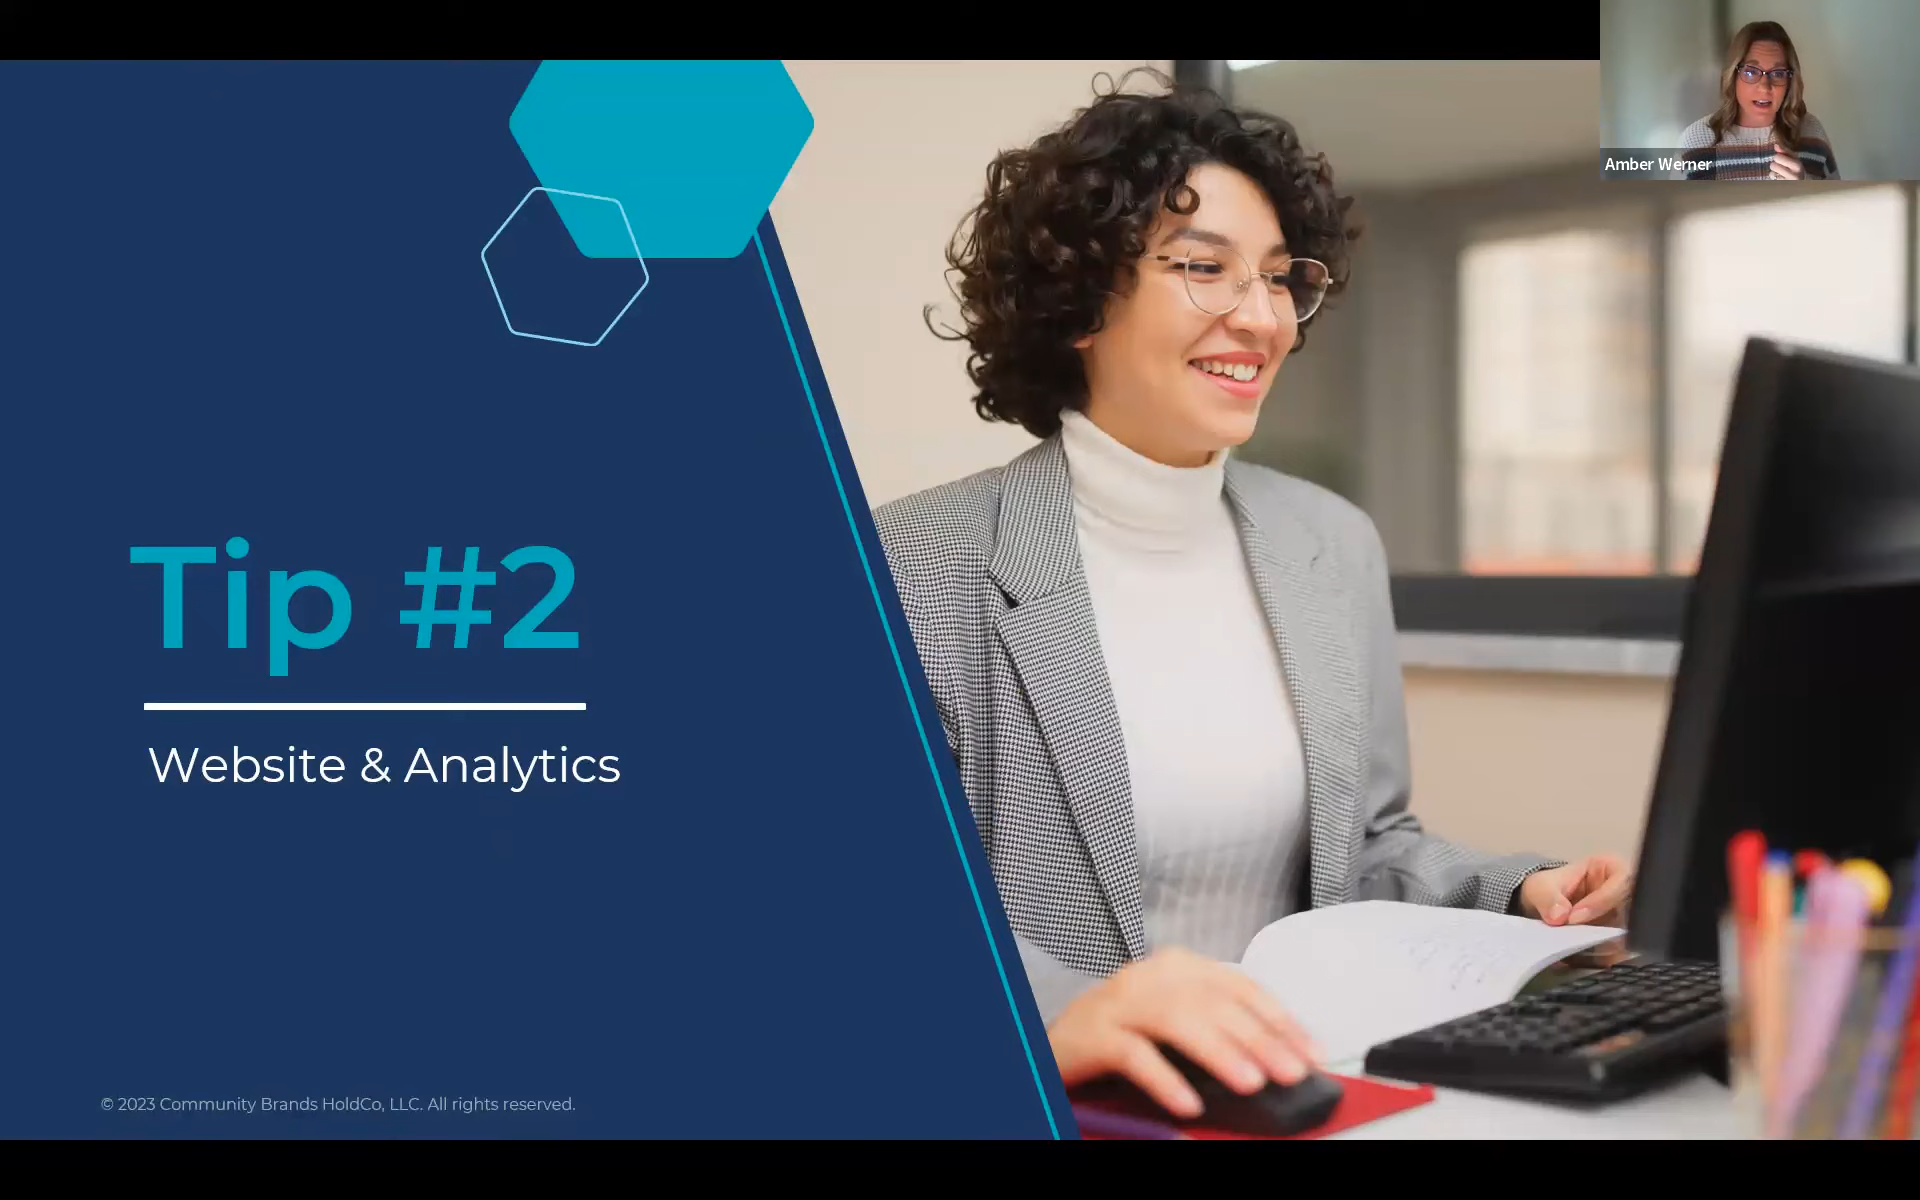 Amber Werner
Tip #2
Website & Analytics
© 2023 Community Brands HoldCo, LLC. All rights reserved.